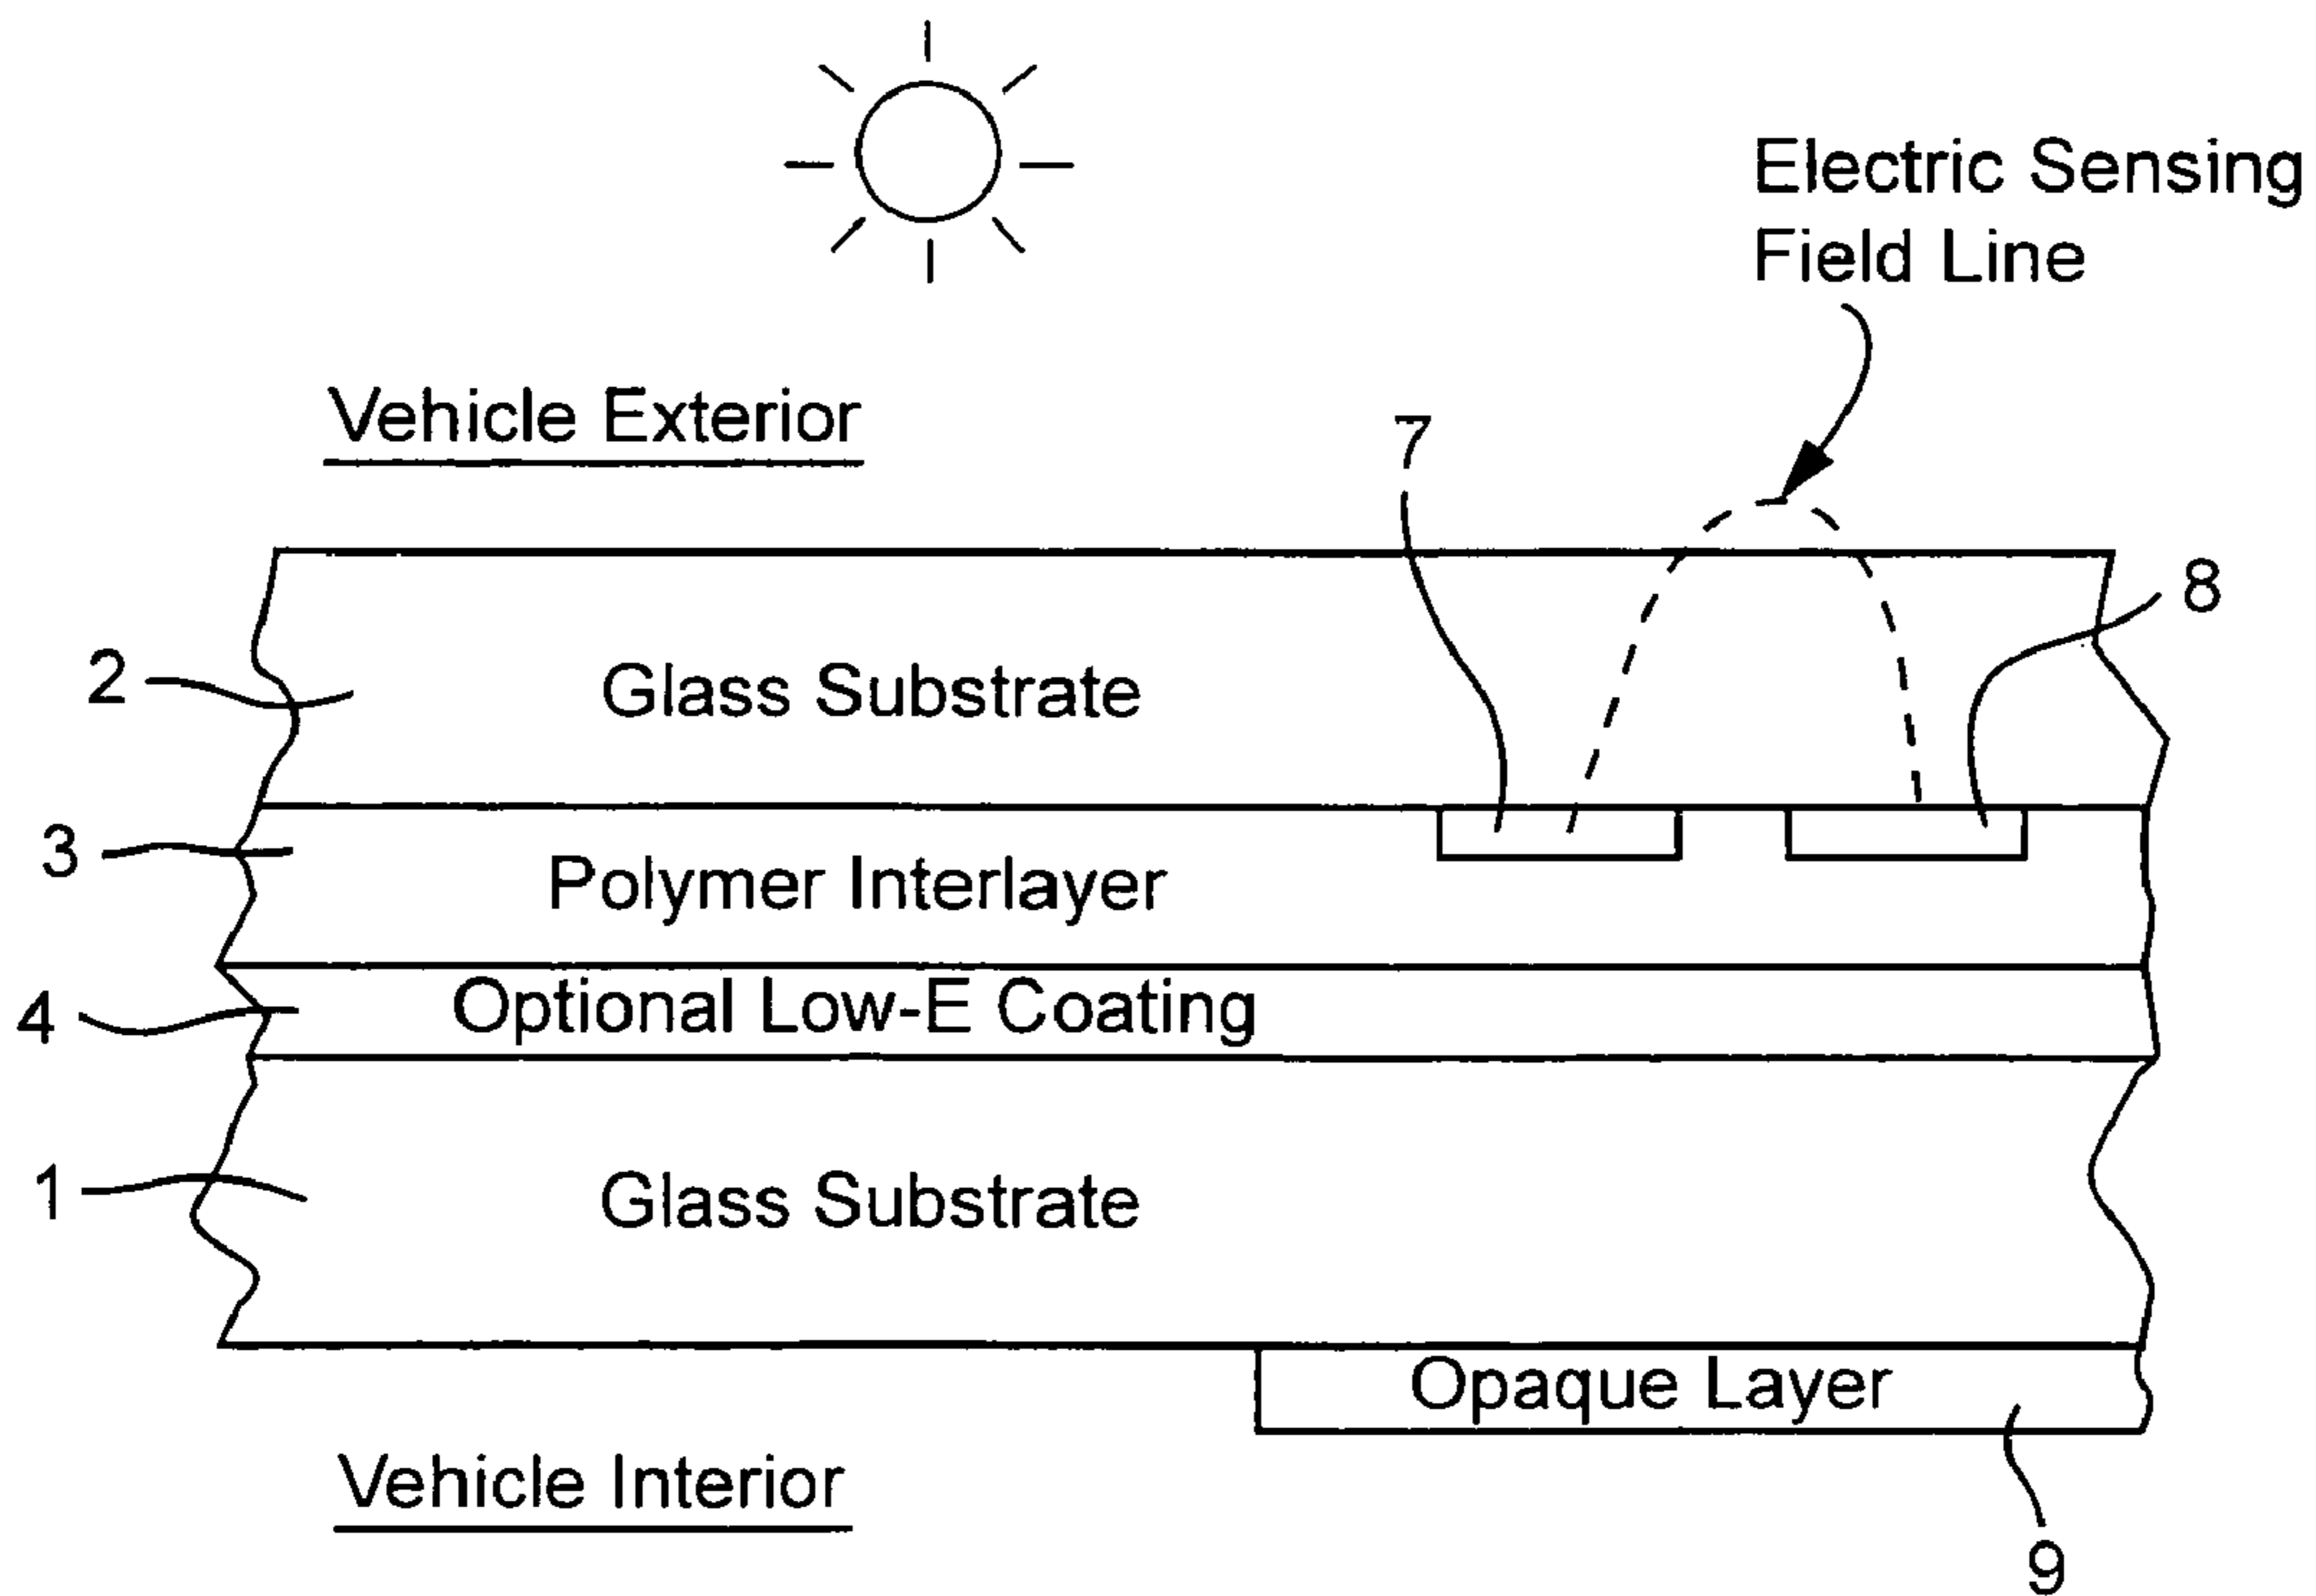 Electric Sensing
Field Line
Vehicle Exterior
7
8
2
Glass Substrate
3
Polymer Interlayer
4
Optional Low-E Coating
1
Glass Substrate
Opaque Layer
Vehicle Interior
9